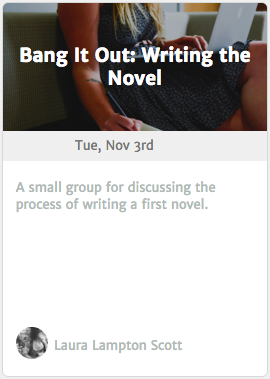 Bang It Out: Writing the
Novel
Tue, Nov 3rd
A small group for discussing the
process of writing a first novel.
Laura Lampton Scott